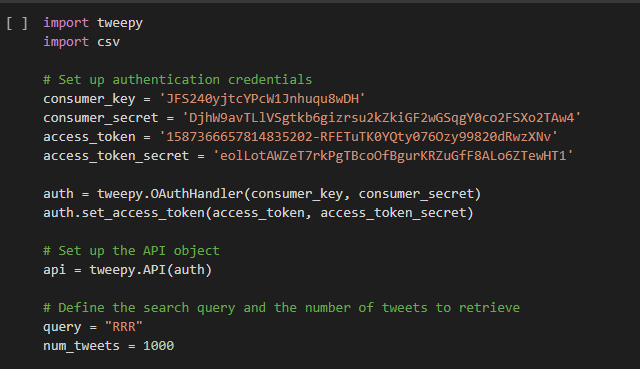 [ ] import tweepy
import csv
# Set up authentication credentials
consumer_key = 'JFS240yjtcYPcW1Jnhuqu8wDH'
consumer_secret = 'DjhW9avTLlVSgtkb6gizrsu2kZkiGF2wGSqgY0co2FSXo2TAw4'
access_token = '1587366657814835202-RFETuTK0YQty076Ozy99820dRwzXNv'
access_token_secret = 'eolLotAWZeT7rkPgTBcoOfBgurKRZuGfF8ALo6ZTewHT1'
auth = tweepy.OAuthHandler(consumer_key, consumer_secret)
auth.set_access_token(access_token, access_token_secret)
# Set up the API object
api = tweepy.API(auth)
# Define the search query and the number of tweets to retrieve
query = "RRR"
num_tweets = 1000